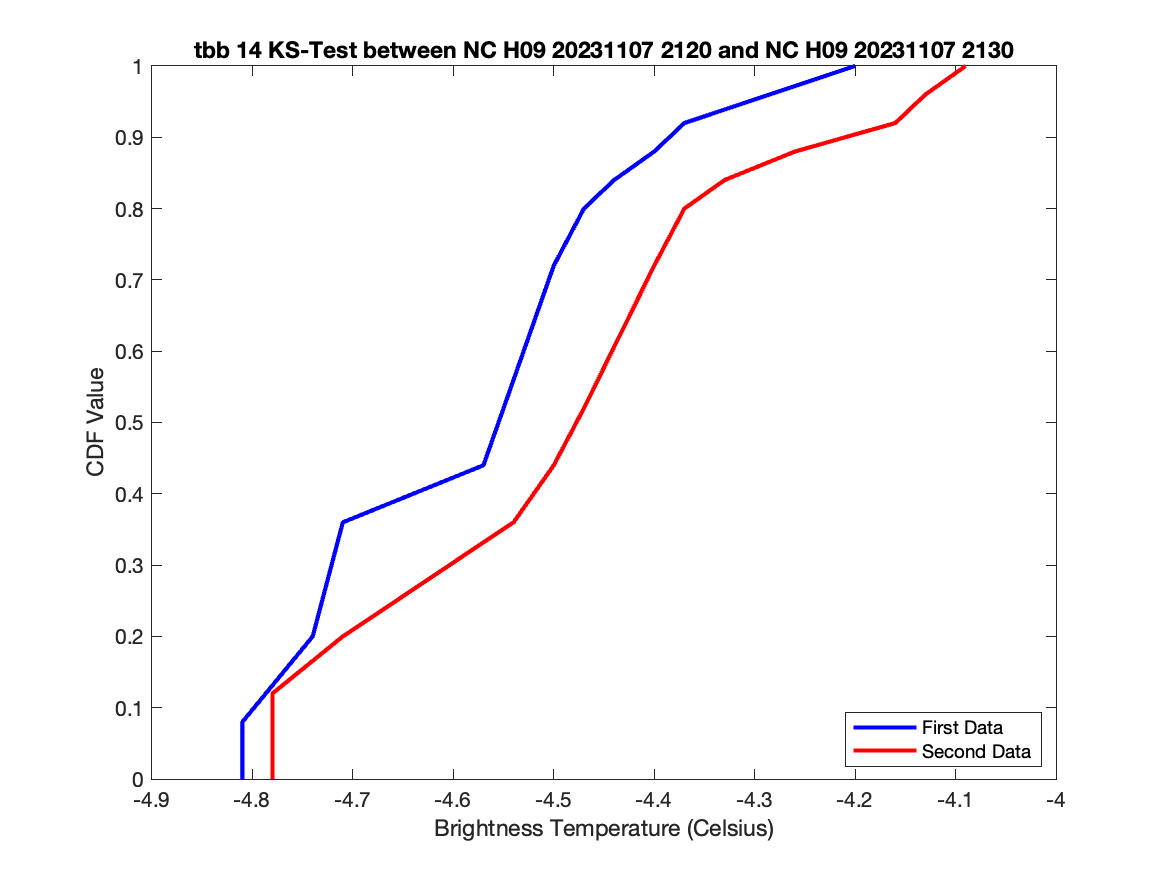 tbb 14 KS-Test between NC H09 20231107 2120 and NC H09 20231107 2130
1
0.9
0.8
0.7
0.6
0.5
0.4
0.3
0.2
0.1
0
CDF Value
-4.9 -4.8 -4.7 -4.6 -4.5 -4.4 -4.3 -4.2 -4.1 -4
Brightness Temperature (Celsius)
First Data
Second Data